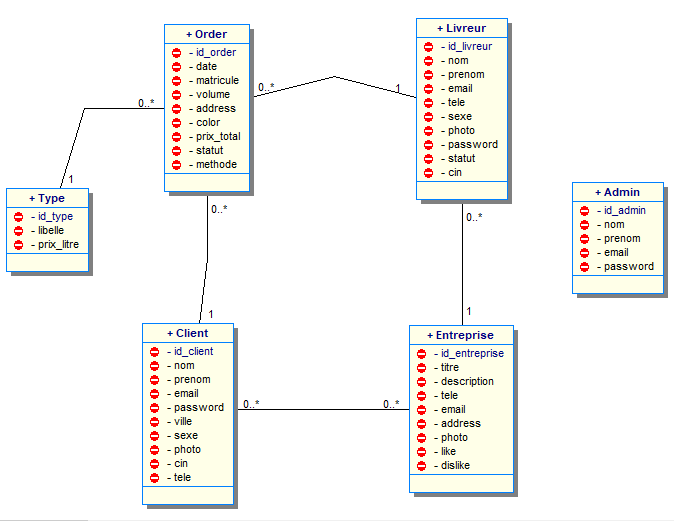 + Order
- id_order
- date
- matricule
- volume
- address
- color
- prix_total
- statut
- methode
+ Livreur
- id_livreur
- nom
- prenom
- email
- tele
- sexe
- photo
- password
- statut
- cin
0..*
1
0..*
1
+ Type
- id_type
- libelle
- prix_litre
+ Admin
- id_admin
- nom
- prenom
- email
- password
0..*
0..*
1
1
+ Client
- id_client
- nom
- prenom
- email
- password
- ville
- sexe
- photo
- cin
- tele
0..*
0..*
+ Entreprise
- id_entreprise
- titre
- description
- tele
- email
- address
- photo
- like
- dislike